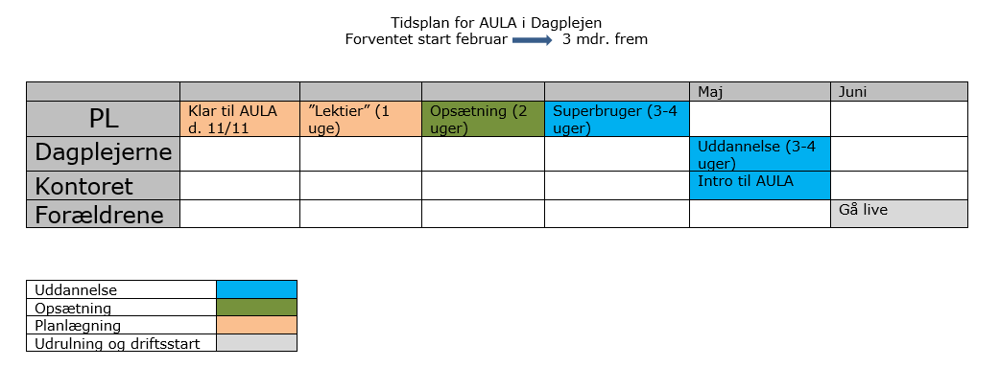 Tidsplan for AULA i Dagplejen
Forventet start februar 3 mdr. frem
Maj Juni
PL Klar til AULA d. 11/11 ”Lektier” (1 uge) Opsætning (2 uger) Superbruger (3-4 uger)
Dagplejerne Uddannelse (3-4 uger)
Kontoret Intro til AULA
Forældrene Gå live
Uddannelse
Opsætning
Planlægning
Udrulning og driftsstart